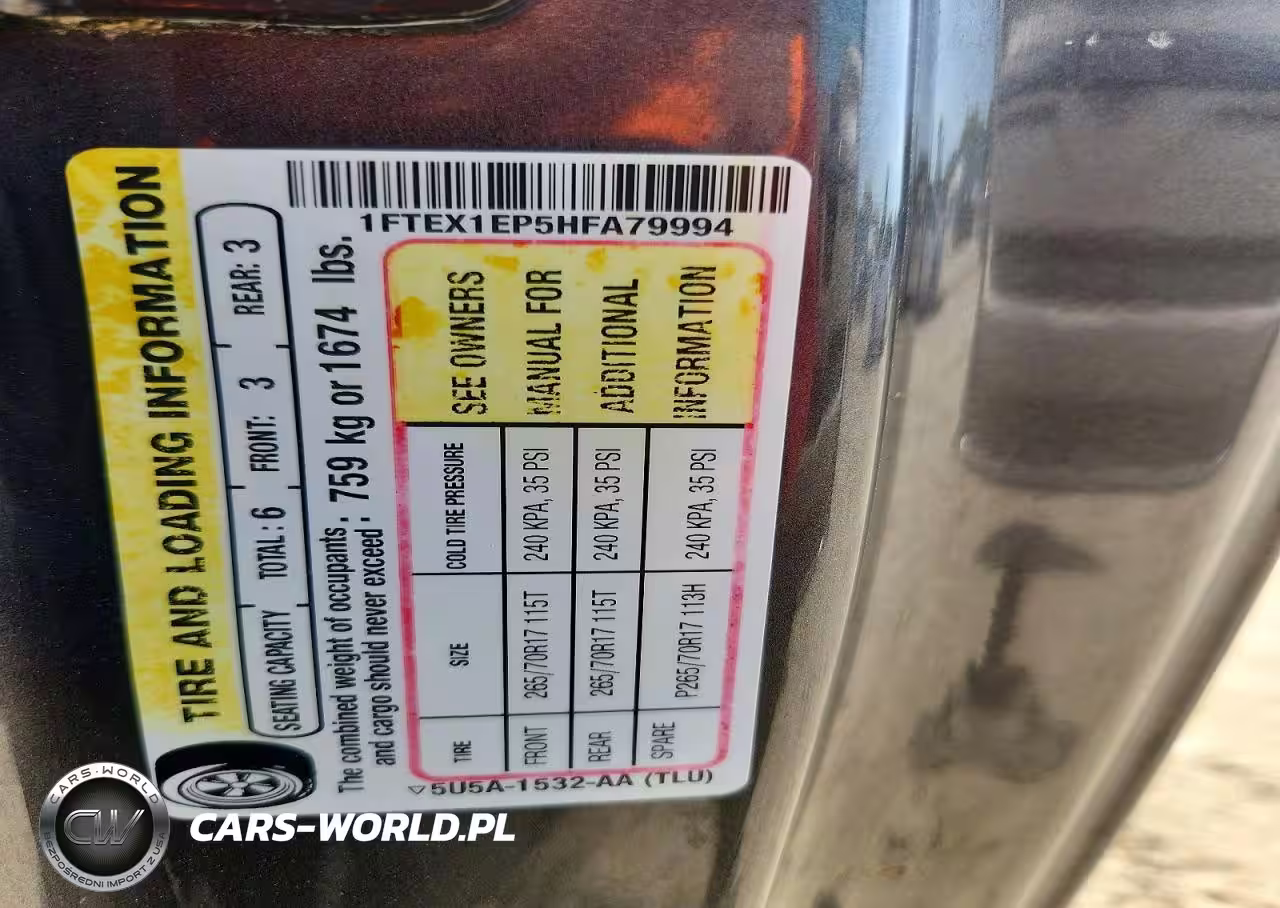 1FTEX1EP5HFA79994
TIRE AND LOADING INFORMATION
SEATING CAPACITY TOTAL : 6 FRONT: 3 REAR: 3
The combined weight of occupants
and cargo should never exceed : 759 kg or 1674 lbs.
TIRE SIZE COLD TIRE PRESSURE SEE OWNERS
FRONT 265/70R17 115T 240 KPA, 35 PSI MANUAL FOR
REAR 265/70R17 115T 240 KPA, 35 PSI ADDITIONAL
SPARE P265/70R17 113H 240 KPA, 35 PSI INFORMATION
5U5A-1532-AA (TLU)
CARS-WORLD
CW
BEZPOŚREDNI IMPORT Z USA
CARS-WORLD.PL